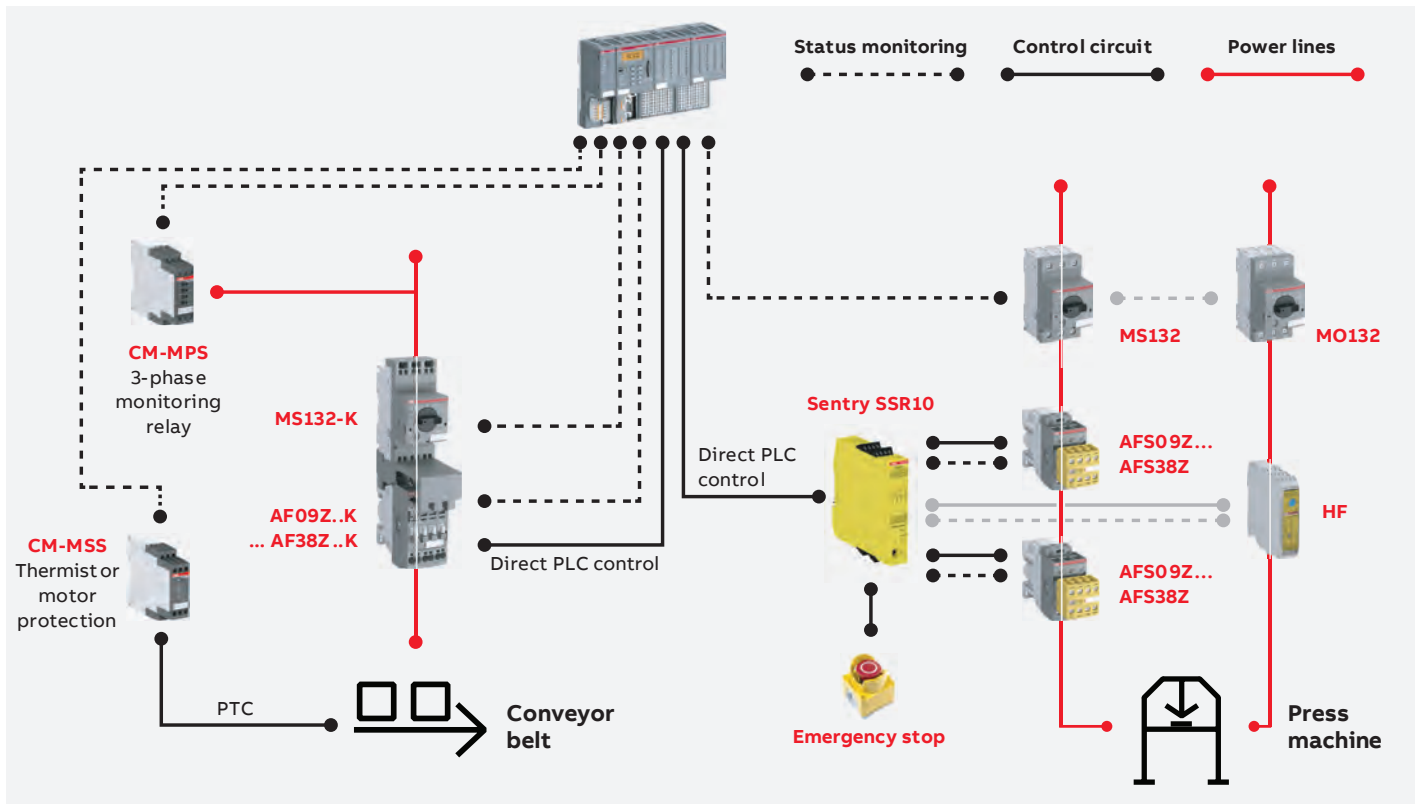 Status monitoring
Control circuit
Power lines
CM-MPS
3-phase
monitoring
relay
MS132-K
AF09Z..K
... AF38Z..K
Direct PLC control
CM-MSS
Thermistor
motor
protection
PTC
Conveyor
belt
Direct PLC
control
Sentry SSR10
Emergency stop
MS132
MO132
AFS09Z...
AFS38Z
HF
AFS09Z...
AFS38Z
Press
machine